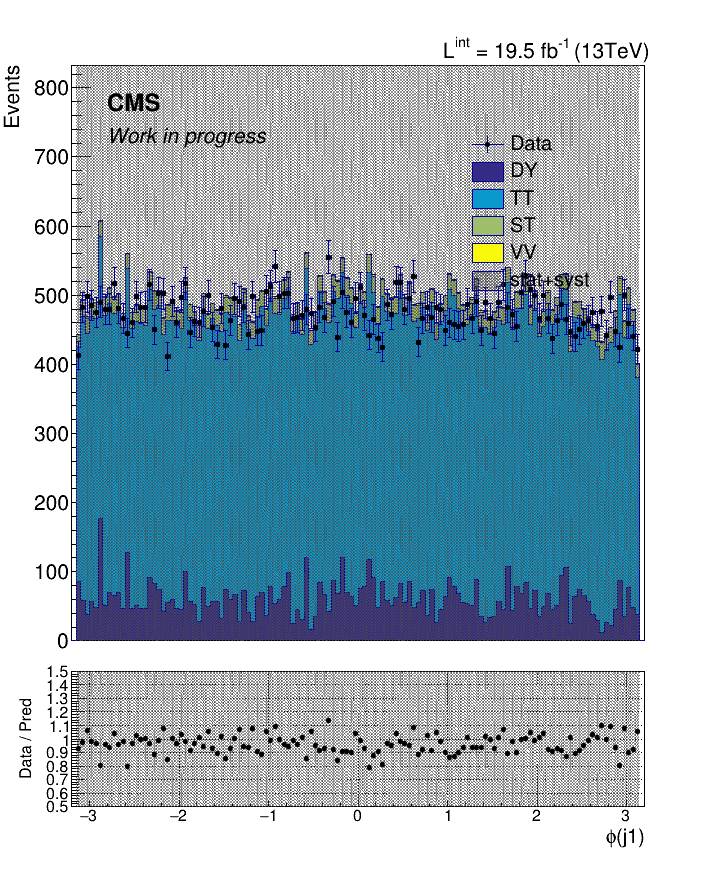 L^int = 19.5 fb^-1 (13TeV)
Events
CMS
Work in progress
Data
DY
TT
ST
VV
stat+syst
800
700
600
500
400
300
200
100
0
Data / Pred
1.5
1.4
1.3
1.2
1.1
1
0.9
0.8
0.7
0.6
0.5
−3 −2 −1 0 1 2 3
ϕ(j1)